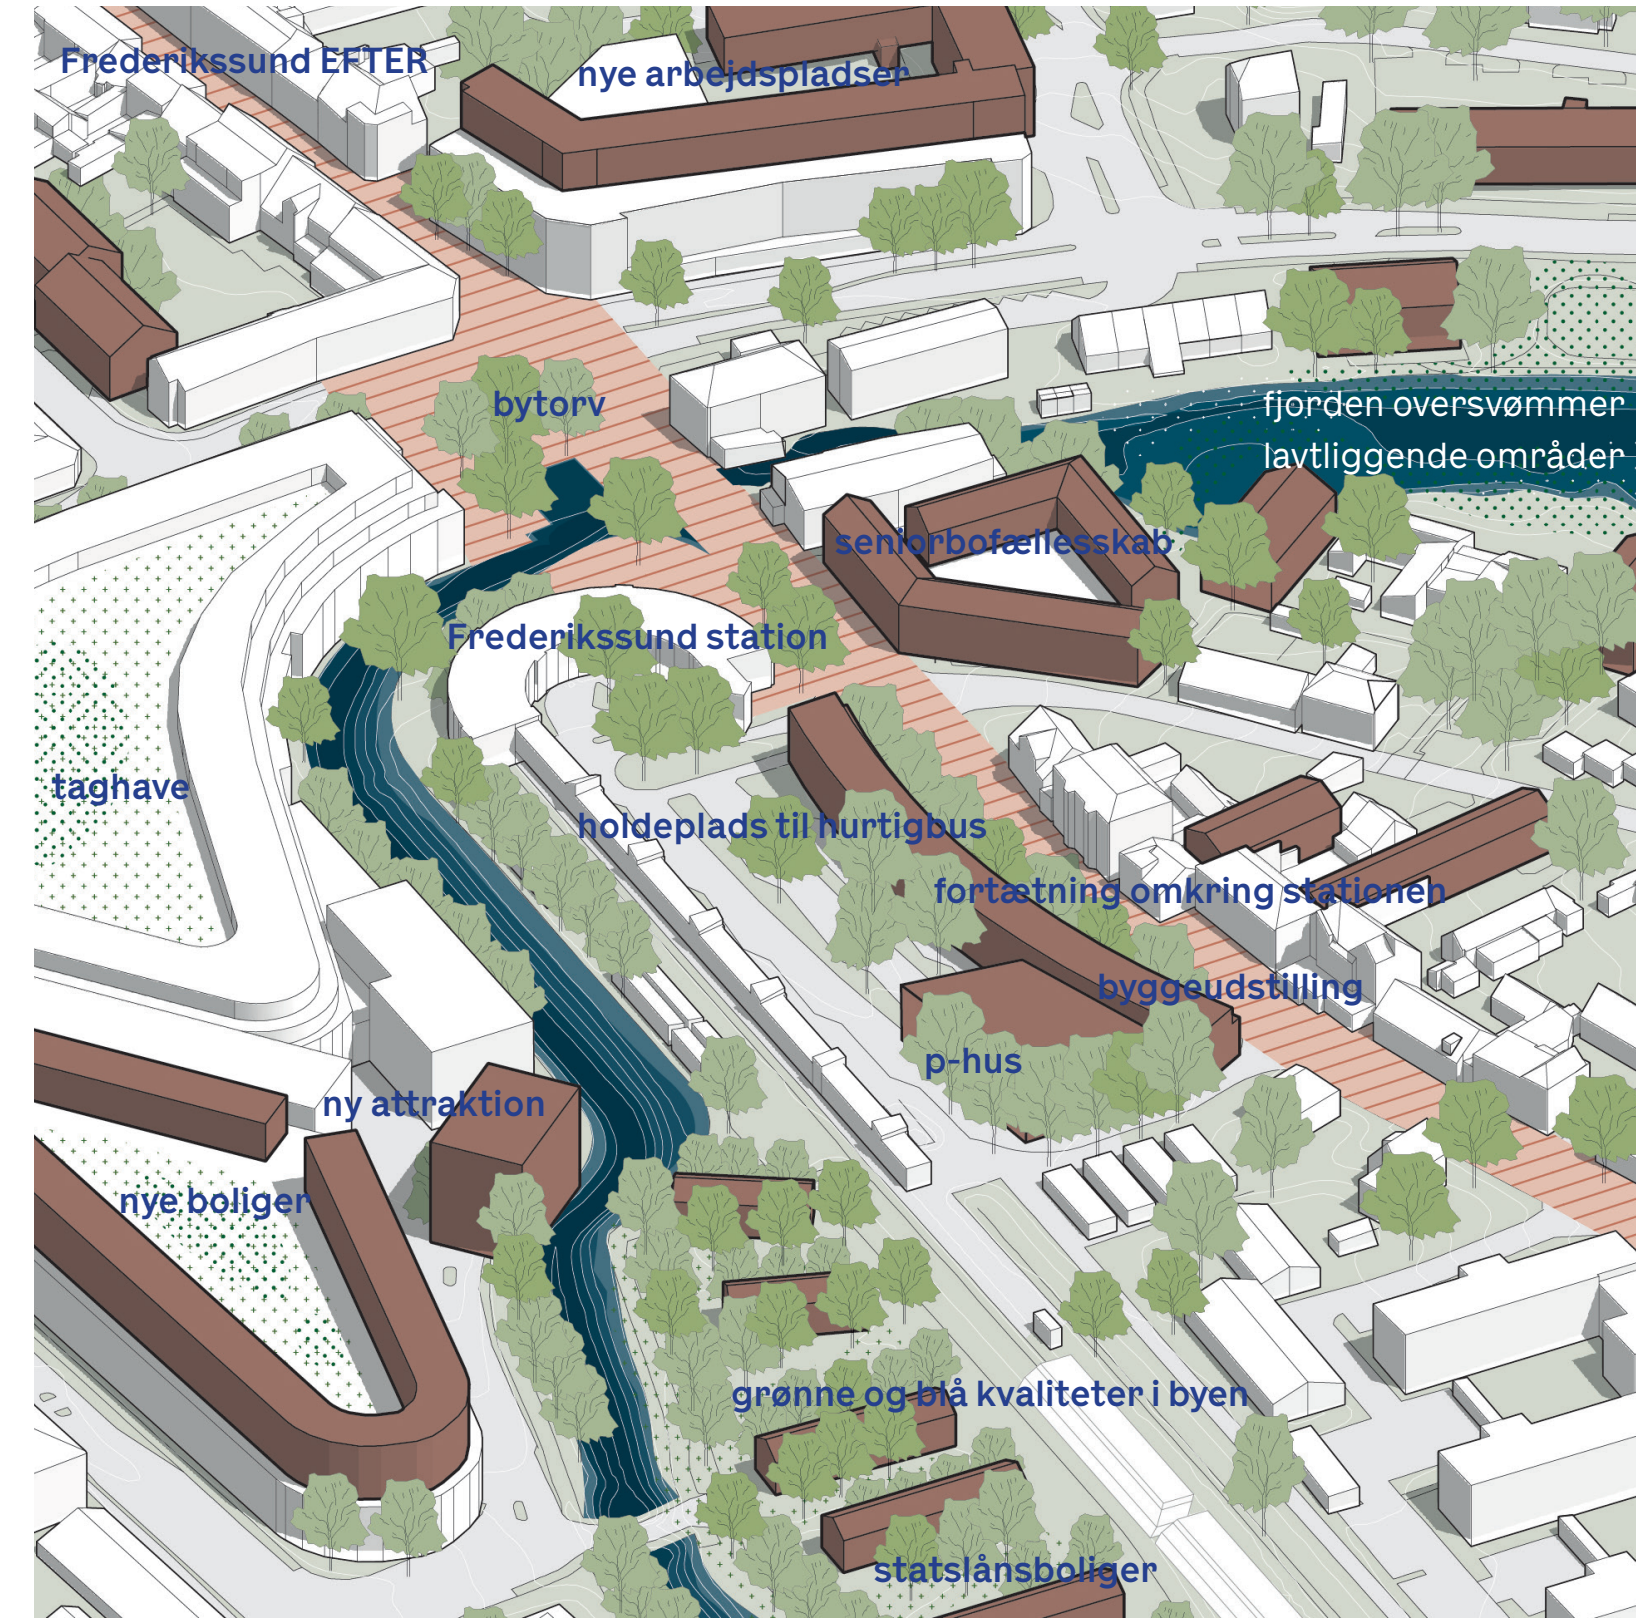 Frederikssund EFTER
nye arbejdspladser
bytorv
fjorden oversvømmer
lavtliggende områder
seniorbofællesskab
Frederikssund station
taghave
holdeplads til hurtigbus
fortætning omkring stationen
byggeudstilling
p-hus
ny attraktion
nye boliger
grønne og blå kvaliteter i byen
statslånsboliger